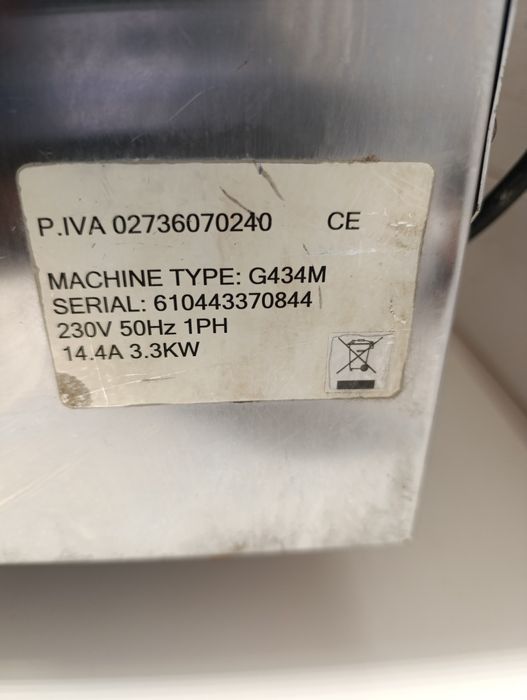 P.IVA 02736070240 CE
MACHINE TYPE: G434M
SERIAL: 610443370844
230V 50Hz 1PH
14.4A 3.3KW